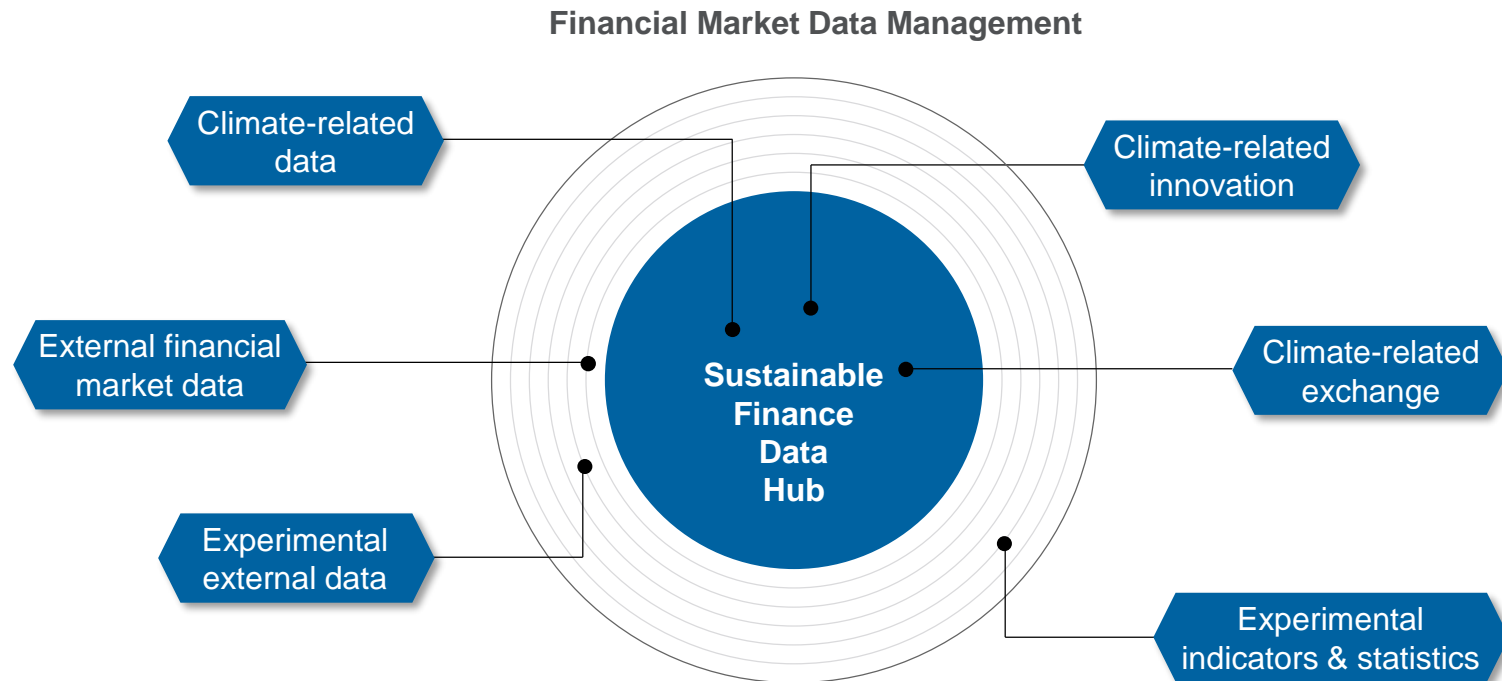 Financial Market Data Management
Climate-related
data
Climate-related
innovation
External financial
market data
Sustainable
Finance
Data
Hub
Climate-related
exchange
Experimental
external data
Experimental
indicators & statistics